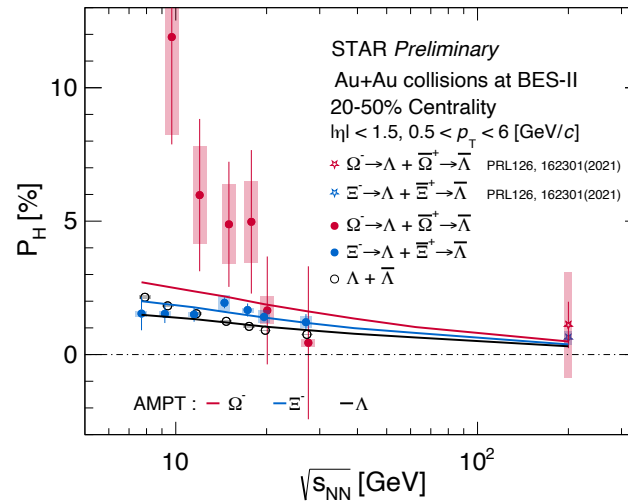 STAR Preliminary
Au+Au collisions at BES-II
20-50% Centrality
|η| < 1.5, 0.5 < p_T < 6 [GeV/c]
Ω⁻→Λ + Ω̅⁺→Λ̅ PRL126, 162301(2021)
Ξ⁻→Λ + Ξ̅⁺→Λ̅ PRL126, 162301(2021)
Ω⁻→Λ + Ω̅⁺→Λ̅
Ξ⁻→Λ + Ξ̅⁺→Λ̅
Λ + Λ̅
10
5
0
P_H [%]
AMPT : Ω⁻ Ξ⁻ Λ
10 10²
√s_NN [GeV]